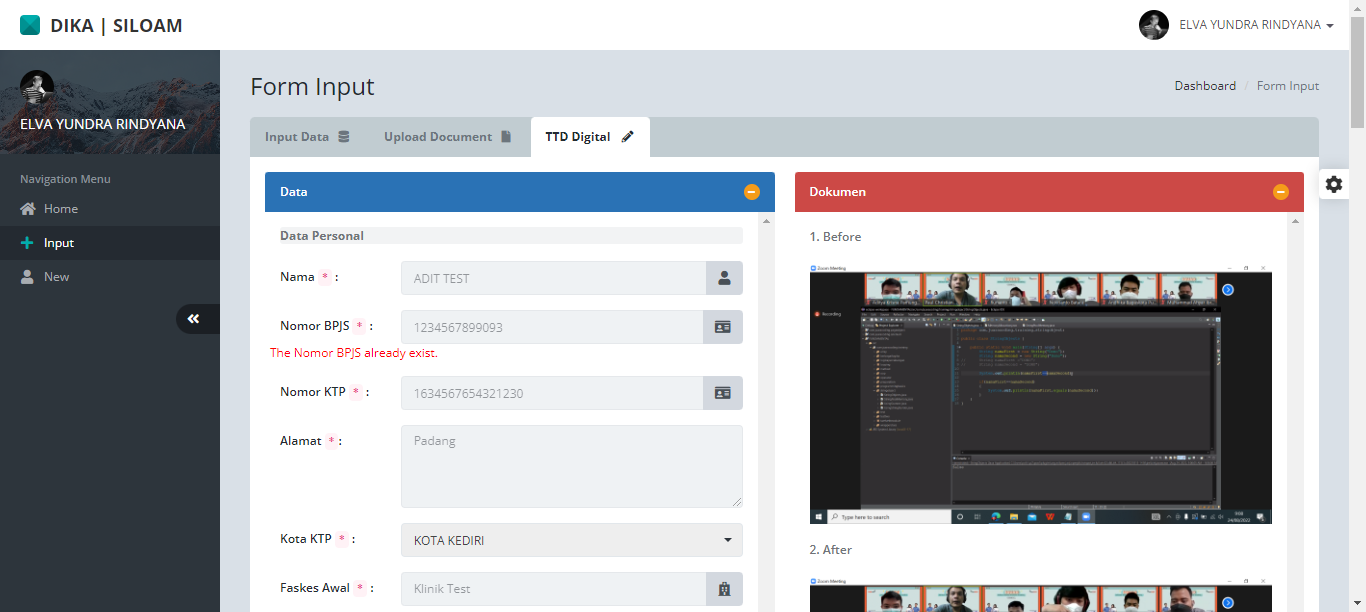 DIKA | SILOAM
ELVA YUNDRA RINDYANA
ELVA YUNDRA RINDYANA
Navigation Menu
Home
Input
New
Form Input
Dashboard / Form Input
Input Data
Upload Document
TTD Digital
Data
Data Personal
Nama * :
ADIT TEST
Nomor BPJS * :
1234567899093
The Nomor BPJS already exist.
Nomor KTP * :
1634567654321230
Alamat * :
Padang
Kota KTP * :
KOTA KEDIRI
Faskes Awal * :
Klinik Test
Dokumen
1. Before
Zoom Meeting
Recording
Type here to search
2. After
Zoom Meeting